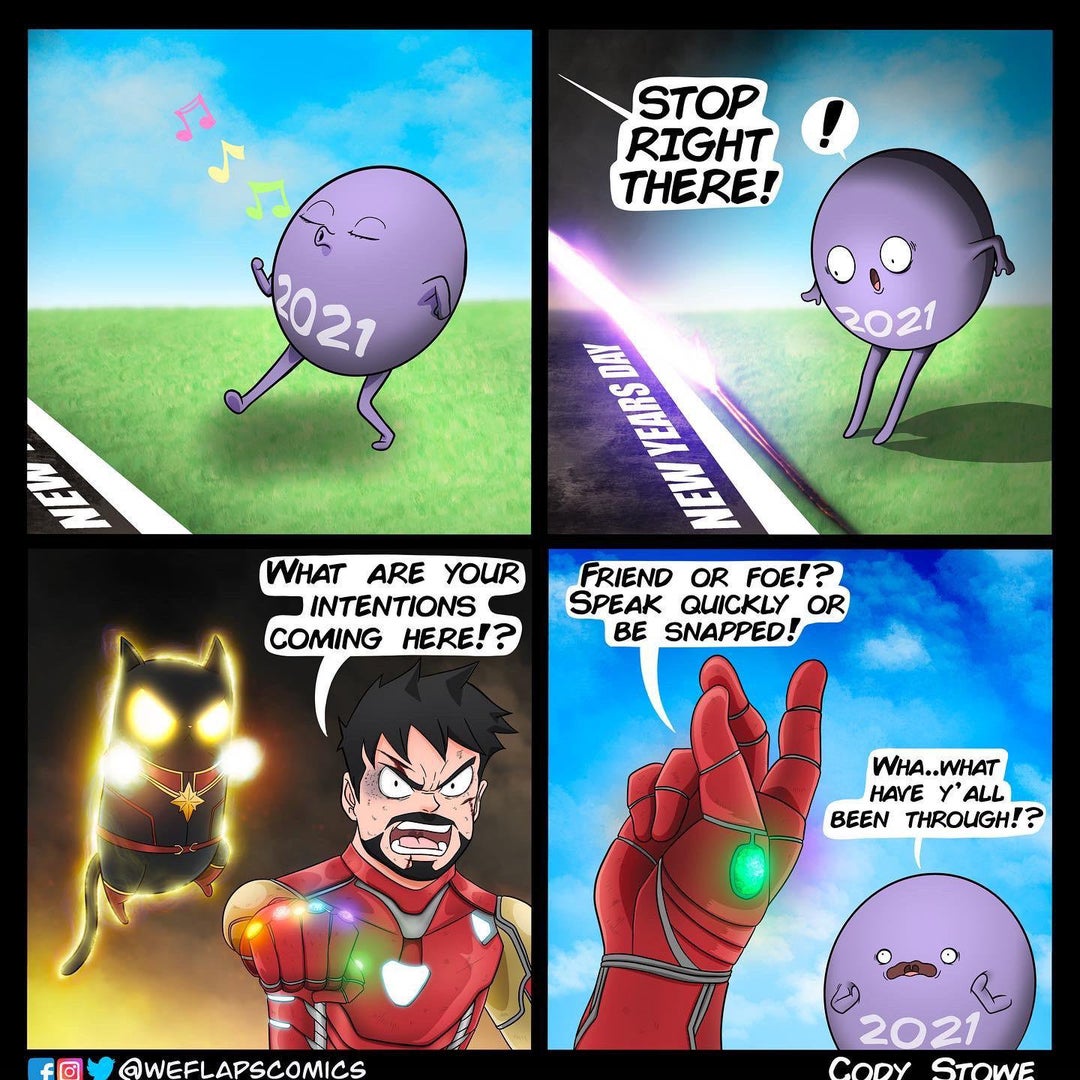 2021
NEW
STOP
RIGHT
THERE!
!
2021
NEW YEARS DAY
WHAT ARE YOUR
INTENTIONS
COMING HERE!?
FRIEND OR FOE!?
SPEAK QUICKLY OR
BE SNAPPED!
WHA..WHAT
HAVE Y'ALL
BEEN THROUGH!?
2021
@WEFLAPSCOMICS
CODY STOWE